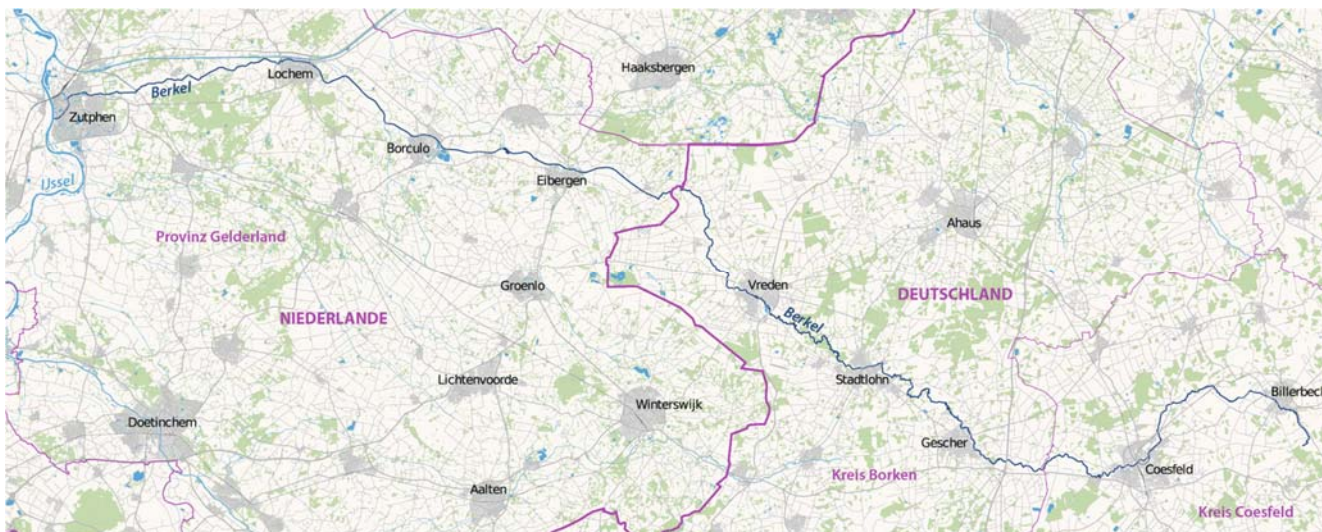 Haaksbergen
Lochem
Berkel
Zutphen
Borculo
Eibergen
IJssel
Ahaus
Provinz Gelderland
Groenlo
Vreden
DEUTSCHLAND
NIEDERLANDE
Berkel
Lichtenvoorde
Stadtlohn
Billerbeck
Winterswijk
Doetinchem
Gescher
Coesfeld
Kreis Borken
Aalten
Kreis Coesfeld